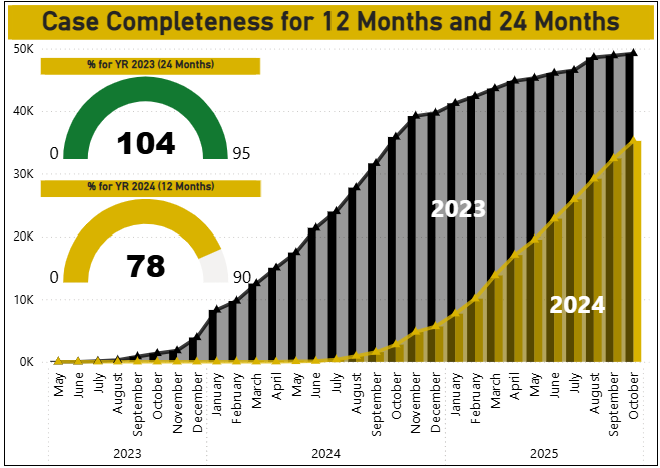 Case Completeness for 12 Months and 24 Months
50K
40K
30K
20K
10K
0K
% for YR 2023 (24 Months)
104
0 95
% for YR 2024 (12 Months)
78
0 90
2023
2024
May June July August September October November December January February March April May June July August September October November December January February March April May June July August September October
2023 2024 2025